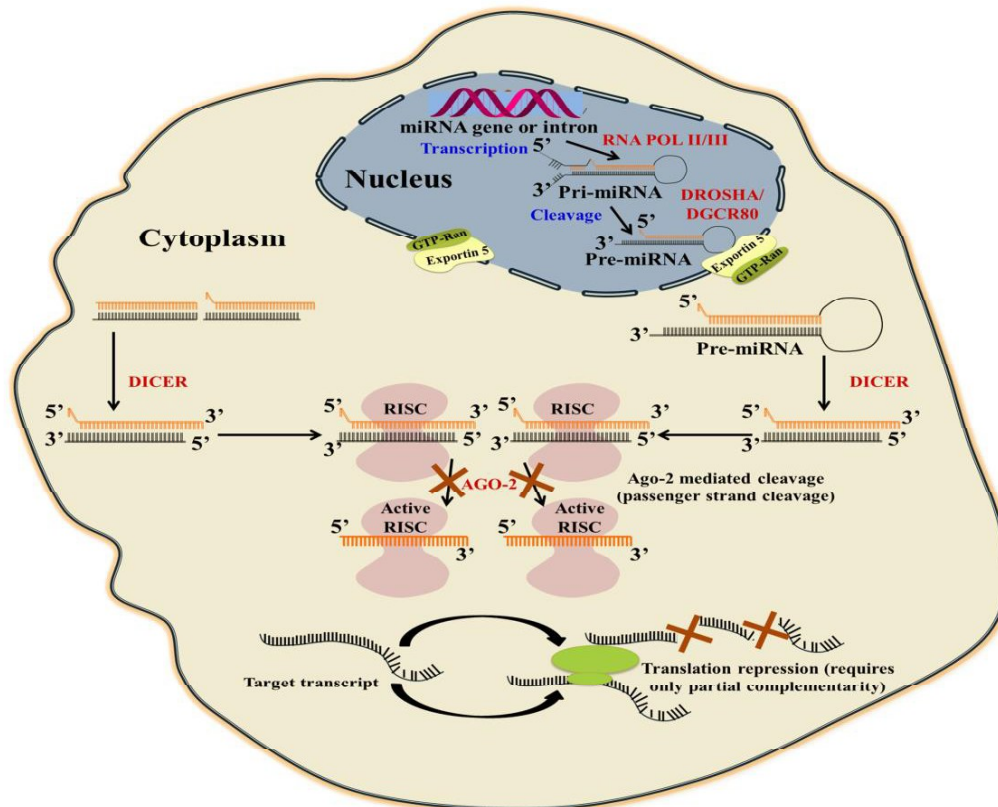 miRNA gene or intron
5’
Transcription
RNA POL II/III
Nucleus
3’
Pri-miRNA
DROSHA/
DGCR80
Cleavage
5’
3’
Pre-miRNA
Cytoplasm
GTP-Ran
Exportin 5
Exportin 5
GTP-Ran
5’
3’
Pre-miRNA
DICER
DICER
5’
3’
3’
5’
5’
RISC
3’
3’
5’
5’
RISC
3’
3’
5’
5’
3’
3’
5’
AGO-2
Ago-2 mediated cleavage
(passenger strand cleavage)
5’
Active
RISC
3’
5’
Active
RISC
3’
Target transcript
Translation repression (requires
only partial complementarity)